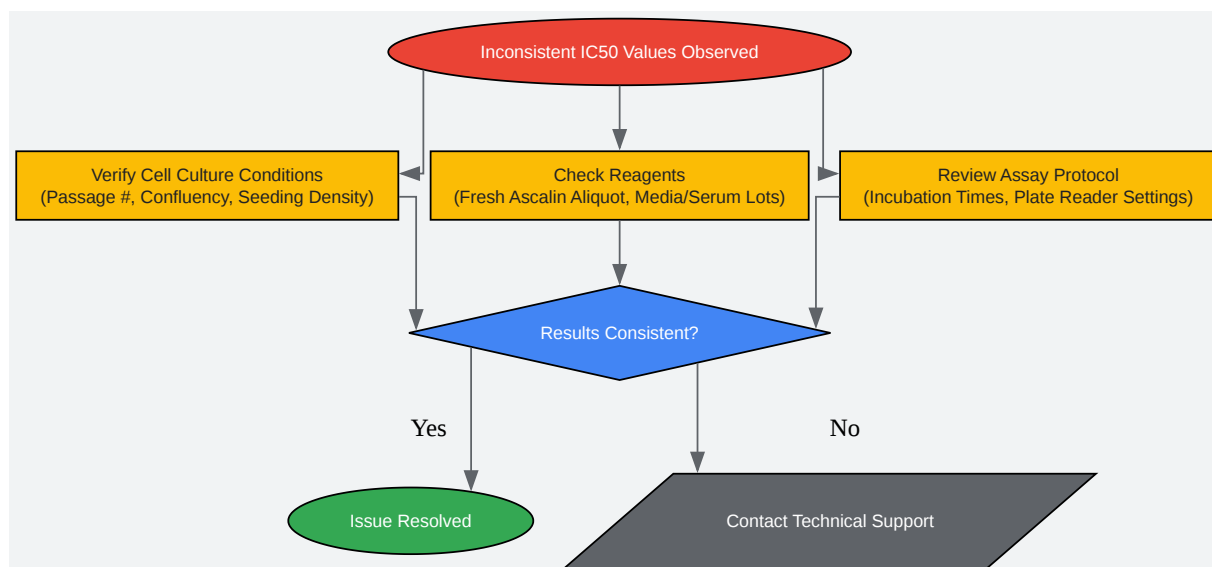 Inconsistent IC50 Values Observed
Verify Cell Culture Conditions
(Passage #, Confluency, Seeding Density)
Check Reagents
(Fresh Ascalin Aliquot, Media/Serum Lots)
Review Assay Protocol
(Incubation Times, Plate Reader Settings)
Results Consistent?
Yes
No
Issue Resolved
Contact Technical Support